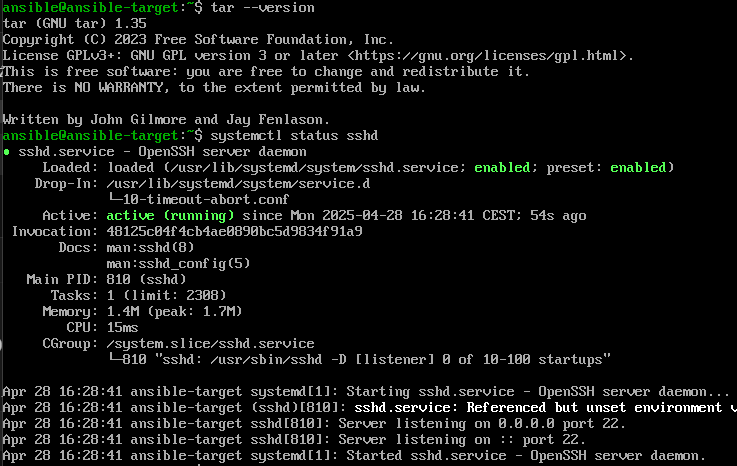 ansible@ansible-target:~$ tar --version
tar (GNU tar) 1.35
Copyright (C) 2023 Free Software Foundation, Inc.
License GPLv3+: GNU GPL version 3 or later <https://gnu.org/licenses/gpl.html>.
This is free software: you are free to change and redistribute it.
There is NO WARRANTY, to the extent permitted by law.

Written by John Gilmore and Jay Fenlason.
ansible@ansible-target:~$ systemctl status sshd
● sshd.service - OpenSSH server daemon
     Loaded: loaded (/usr/lib/systemd/system/sshd.service; enabled; preset: enabled)
    Drop-In: /usr/lib/systemd/system/service.d
             └─10-timeout-abort.conf
     Active: active (running) since Mon 2025-04-28 16:28:41 CEST; 54s ago
 Invocation: 48125c04f4cb4ae0890bc5d9834f91a9
       Docs: man:sshd(8)
             man:sshd_config(5)
   Main PID: 810 (sshd)
      Tasks: 1 (limit: 2308)
     Memory: 1.4M (peak: 1.7M)
        CPU: 15ms
     CGroup: /system.slice/sshd.service
             └─810 "sshd: /usr/sbin/sshd -D [listener] 0 of 10-100 startups"

Apr 28 16:28:41 ansible-target systemd[1]: Starting sshd.service - OpenSSH server daemon...
Apr 28 16:28:41 ansible-target (sshd)[810]: sshd.service: Referenced but unset environment v
Apr 28 16:28:41 ansible-target sshd[810]: Server listening on 0.0.0.0 port 22.
Apr 28 16:28:41 ansible-target sshd[810]: Server listening on :: port 22.
Apr 28 16:28:41 ansible-target systemd[1]: Started sshd.service - OpenSSH server daemon.